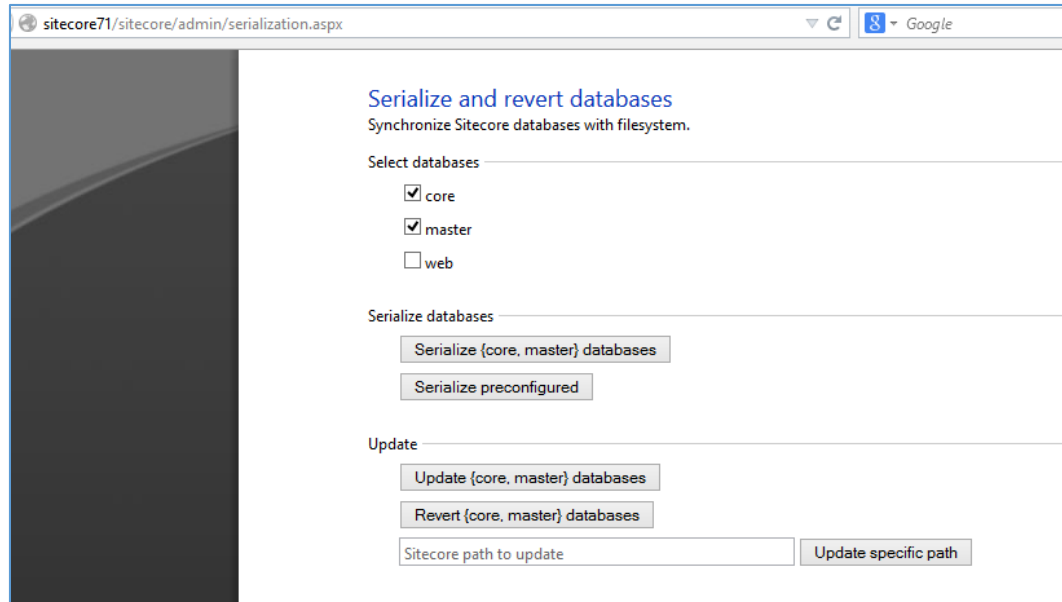 sitecore71/sitecore/admin/serialization.aspx
8 Google
Serialize and revert databases
Synchronize Sitecore databases with filesystem.
Select databases
core
master
web
Serialize databases
Serialize {core, master} databases
Serialize preconfigured
Update
Update {core, master} databases
Revert {core, master} databases
Sitecore path to update Update specific path